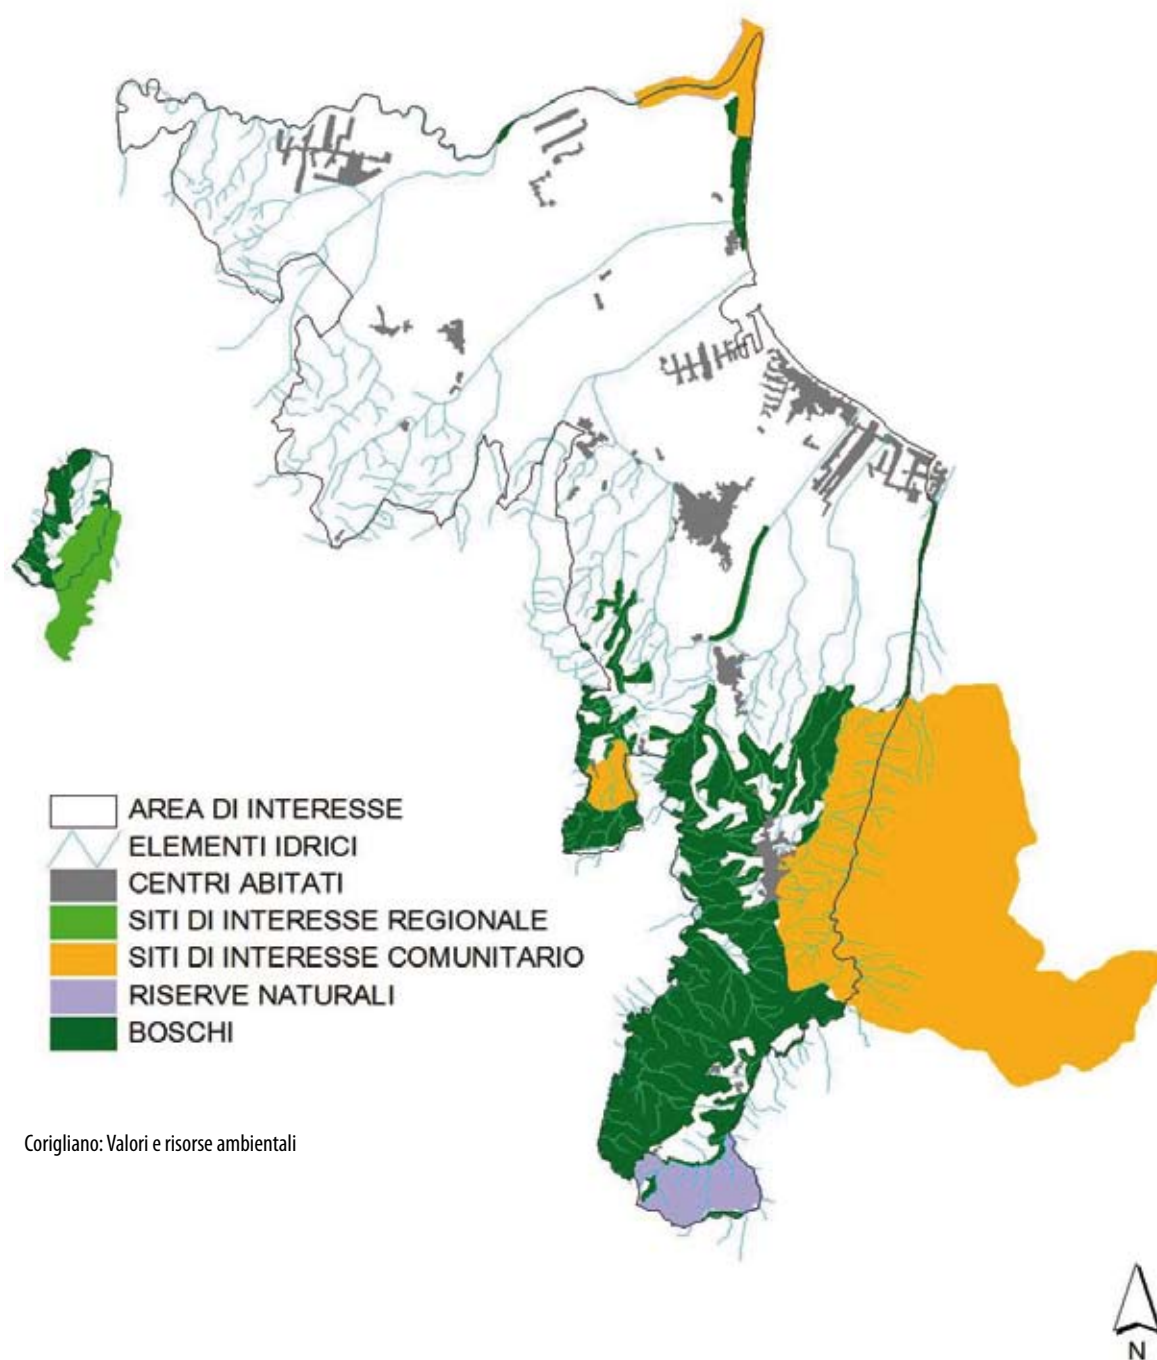 AREA DI INTERESSE
ELEMENTI IDRICI
CENTRI ABITATI
SITI DI INTERESSE REGIONALE
SITI DI INTERESSE COMUNITARIO
RISERVE NATURALI
BOSCHI
Corigliano: Valori e risorse ambientali
N